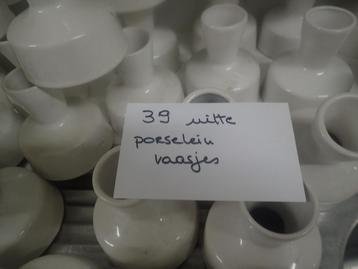 39 witte
porselein
vaasjes